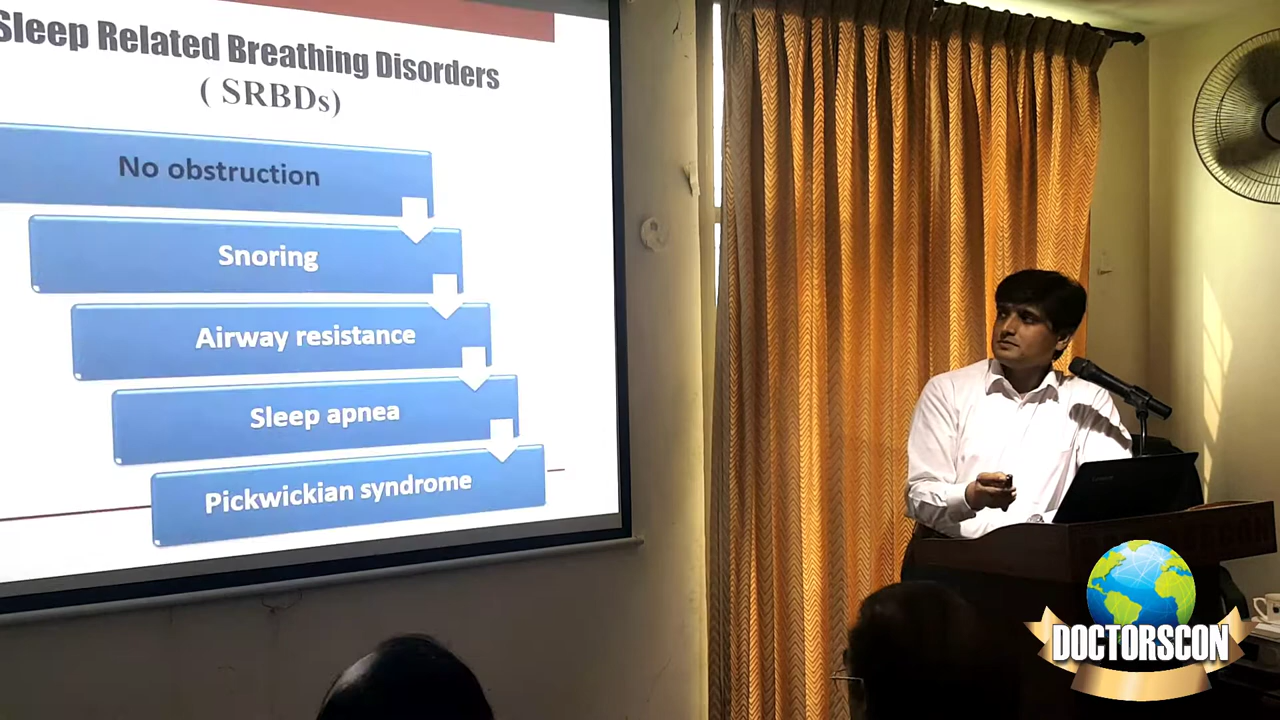 Sleep Related Breathing Disorders
( SRBDs)
No obstruction
Snoring
Airway resistance
Sleep apnea
Pickwickian syndrome
DOCTORSCON